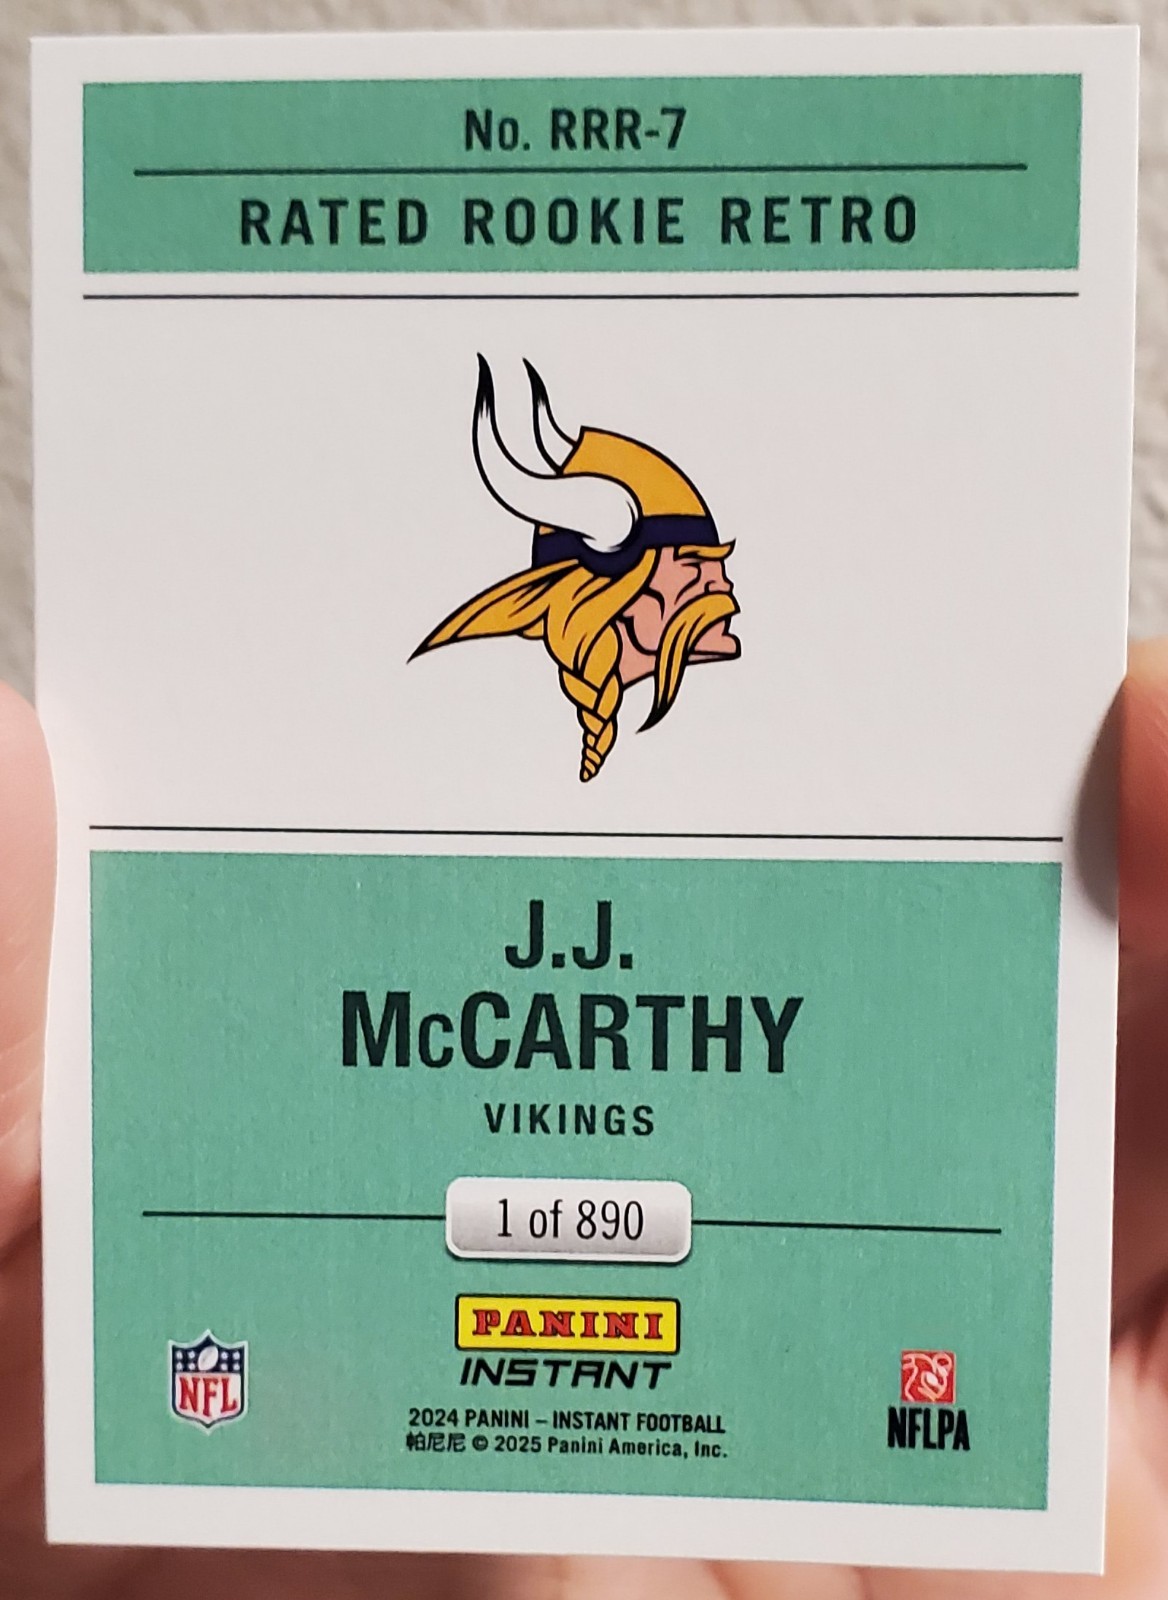 No. RRR-7
RATED ROOKIE RETRO
J.J.
McCARTHY
VIKINGS
1 of 890
PANINI
INSTANT
NFL
NFLPA
2024 PANINI – INSTANT FOOTBALL
帕尼尼 © 2025 Panini America, Inc.